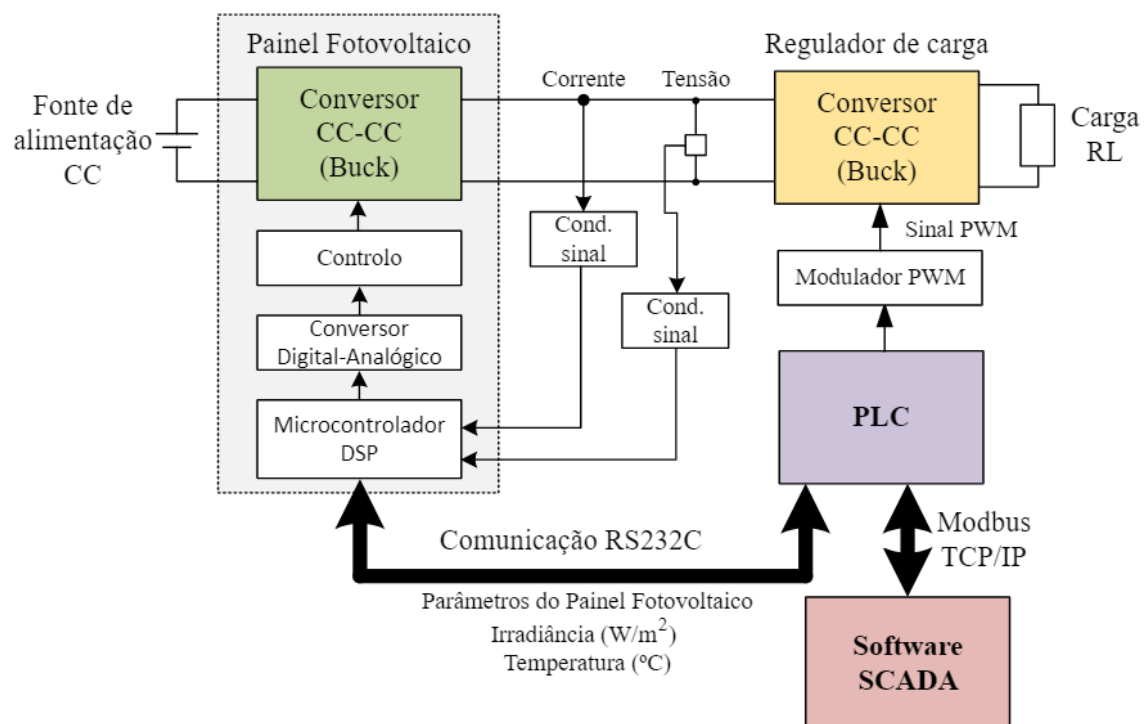 Painel Fotovoltaico
Regulador de carga
Fonte de
alimentação
CC
Conversor
CC-CC
(Buck)
Corrente
Tensão
Conversor
CC-CC
(Buck)
Carga
RL
Cond.
sinal
Sinal PWM
Controlo
Modulador PWM
Cond.
sinal
Conversor
Digital-Analógico
Microcontrolador
DSP
PLC
Comunicação RS232C
Modbus
TCP/IP
Parâmetros do Painel Fotovoltaico
Irradiância (W/m²)
Temperatura (ºC)
Software
SCADA